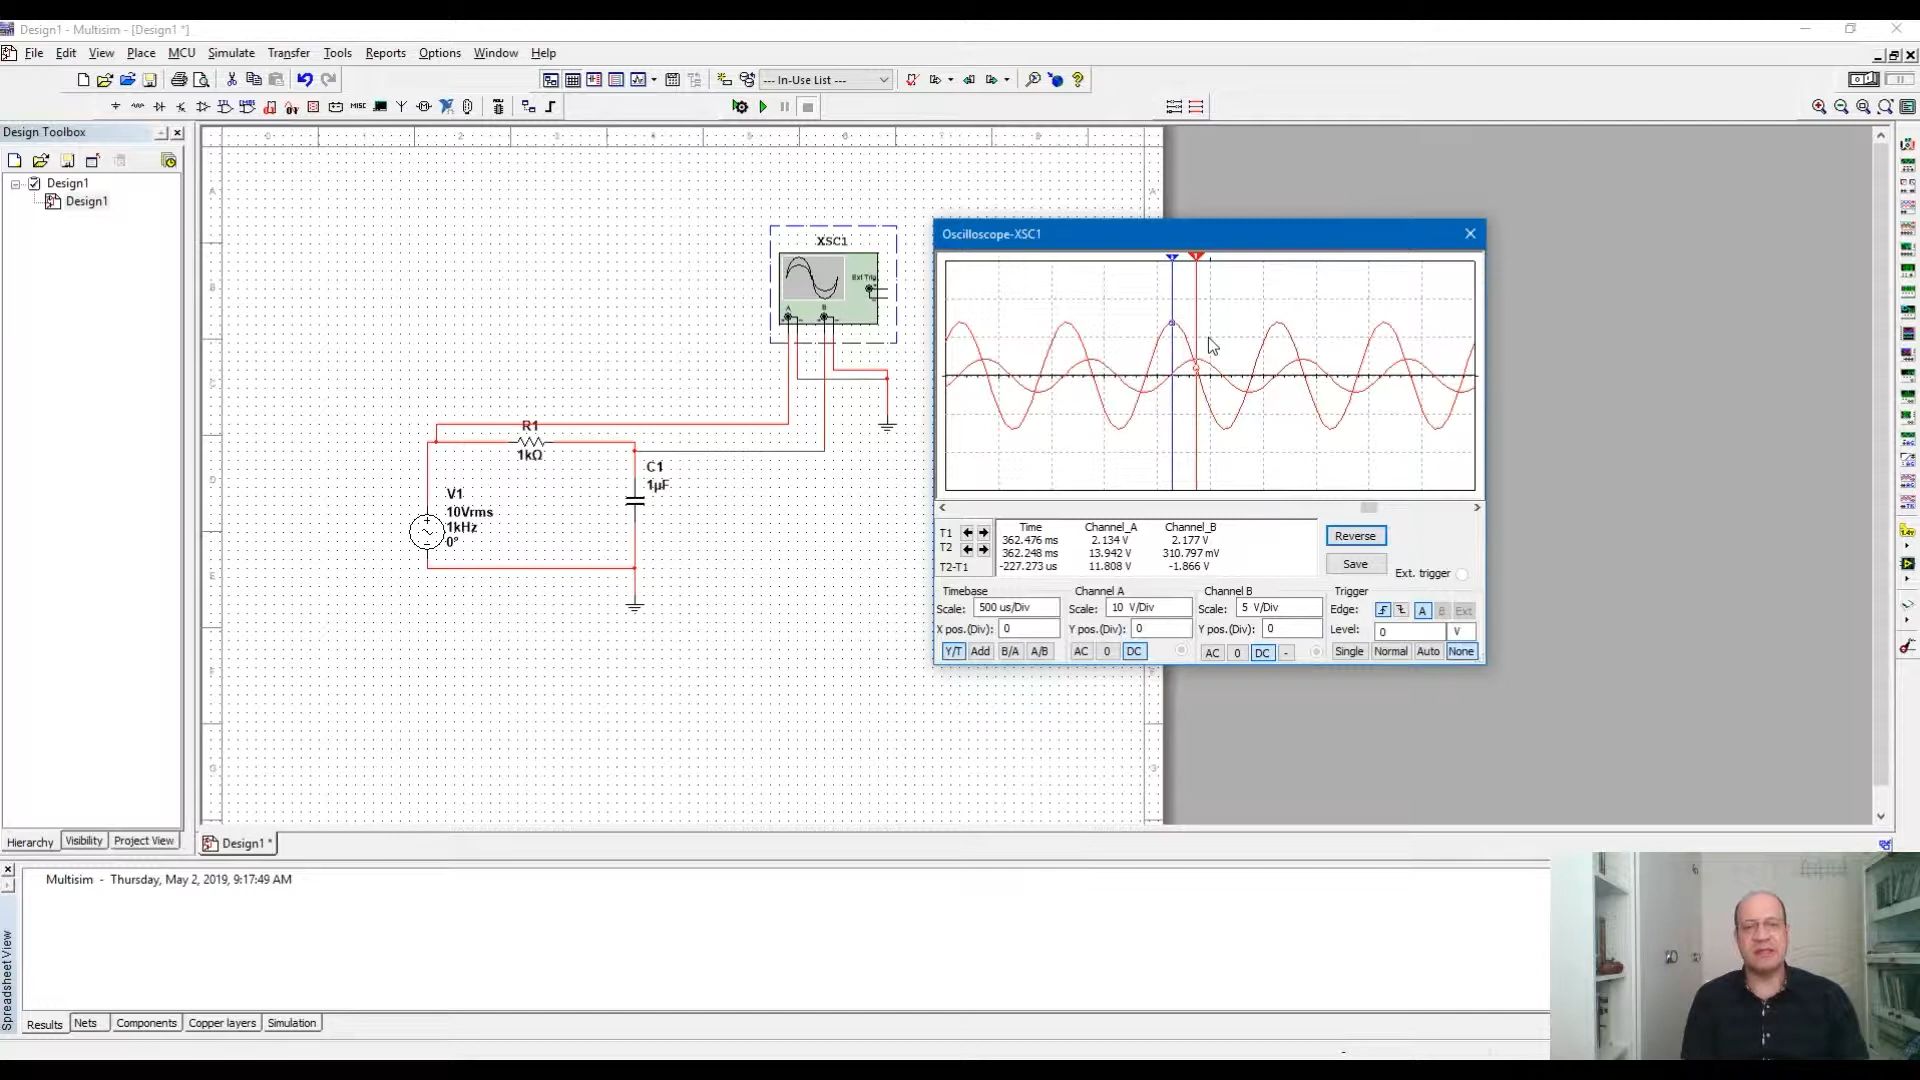 Design1 - Multisim - [Design1 *]
File Edit View Place MCU Simulate Transfer Tools Reports Options Window Help
--- In-Use List ---
MISC
Design Toolbox
Design1
Design1
XSC1
Ext Trig
A B
R1
1kΩ
C1
1µF
V1
10Vrms
1kHz
0°
Oscilloscope-XSC1
Time Channel_A Channel_B
T1 362.476 ms 2.134 V 2.177 V
T2 362.248 ms 13.942 V 310.797 mV
T2-T1 -227.273 us 11.808 V -1.866 V
Reverse
Save
Ext. trigger
Timebase Channel A Channel B Trigger
Scale: 500 us/Div Scale: 10 V/Div Scale: 5 V/Div Edge: A B Ext
X pos.(Div): 0 Y pos.(Div): 0 Y pos.(Div): 0 Level: 0 V
Y/T Add B/A A/B AC 0 DC AC 0 DC - Single Normal Auto None
Hierarchy Visibility Project View
Design1 *
Multisim - Thursday, May 2, 2019, 9:17:49 AM
Spreadsheet View
Results Nets Components Copper layers Simulation